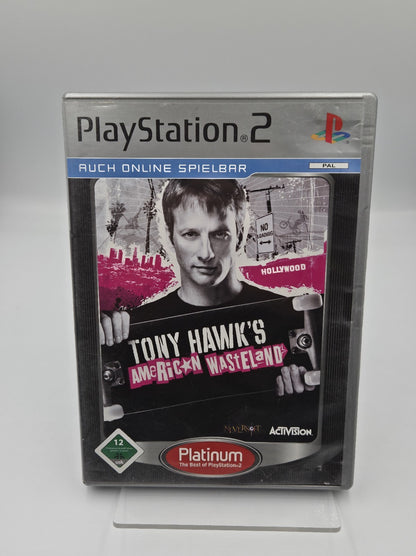 PlayStation®2
AUCH ONLINE SPIELBAR
PAL
NO
HOLLYWOOD
TONY HAWK'S
AMERICAN WASTELAND
NEVERSOFT
ACTIVISION
12
Platinum
The Best of PlayStation®2